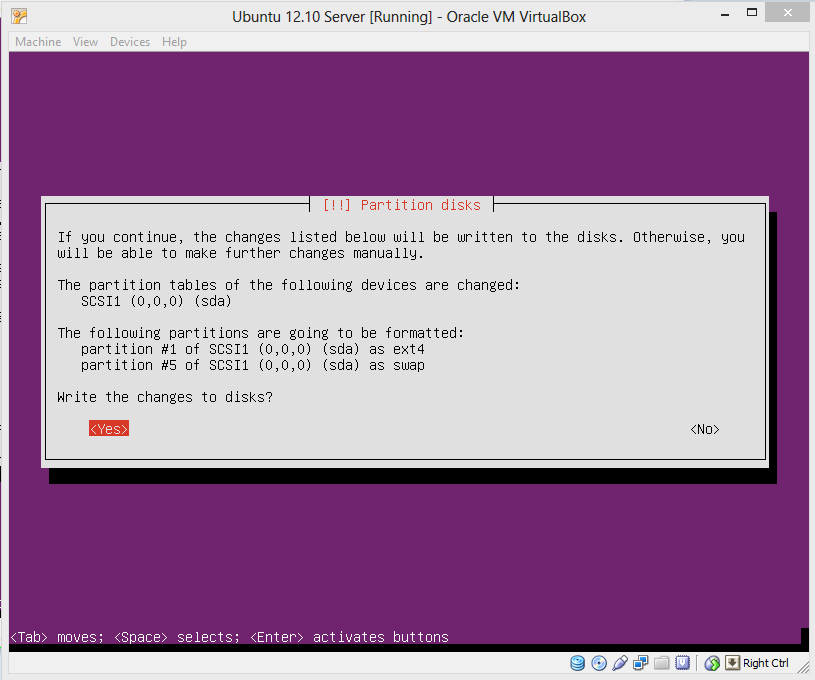 Ubuntu 12.10 Server [Running] - Oracle VM VirtualBox
Machine View Devices Help
[!!] Partition disks
If you continue, the changes listed below will be written to the disks. Otherwise, you
will be able to make further changes manually.
The partition tables of the following devices are changed:
SCSI1 (0,0,0) (sda)
The following partitions are going to be formatted:
partition #1 of SCSI1 (0,0,0) (sda) as ext4
partition #5 of SCSI1 (0,0,0) (sda) as swap
Write the changes to disks?
<Yes> <No>
<Tab> moves; <Space> selects; <Enter> activates buttons
Right Ctrl